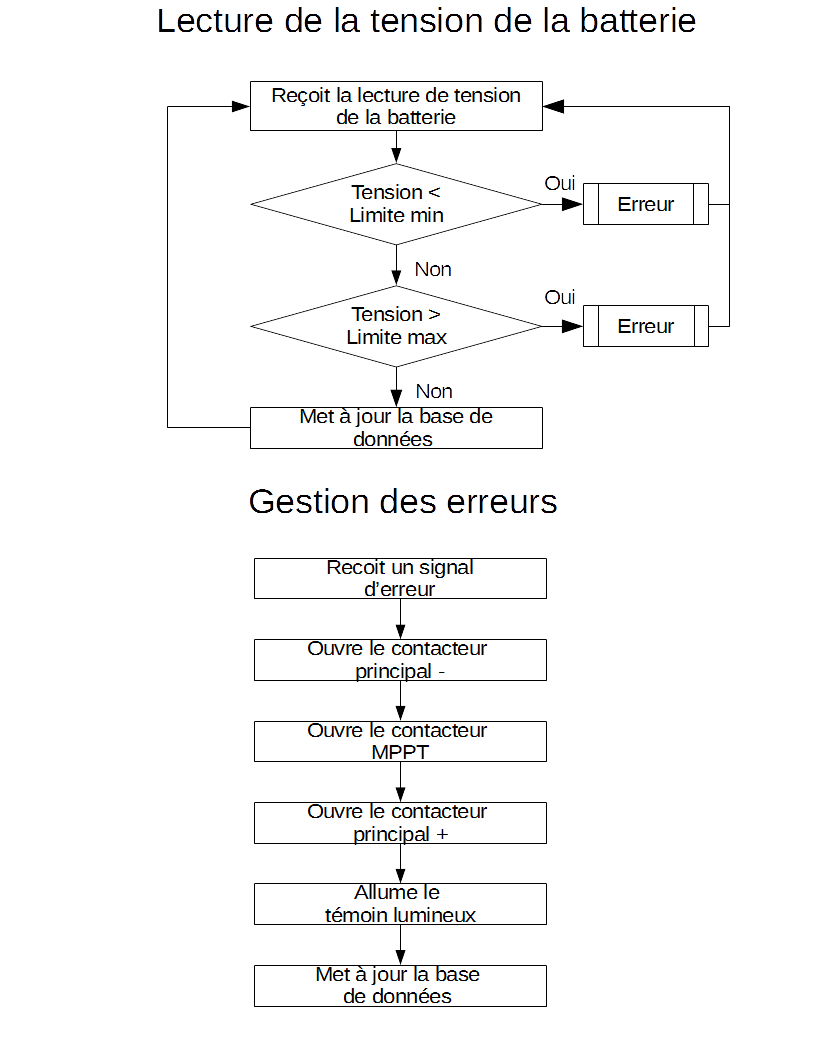 Lecture de la tension de la batterie
Reçoit la lecture de tension
de la batterie
Tension <
Limite min
Oui
Erreur
Non
Tension >
Limite max
Oui
Erreur
Non
Met à jour la base de
données
Gestion des erreurs
Recoit un signal
d’erreur
Ouvre le contacteur
principal -
Ouvre le contacteur
MPPT
Ouvre le contacteur
principal +
Allume le
témoin lumineux
Met à jour la base
de données